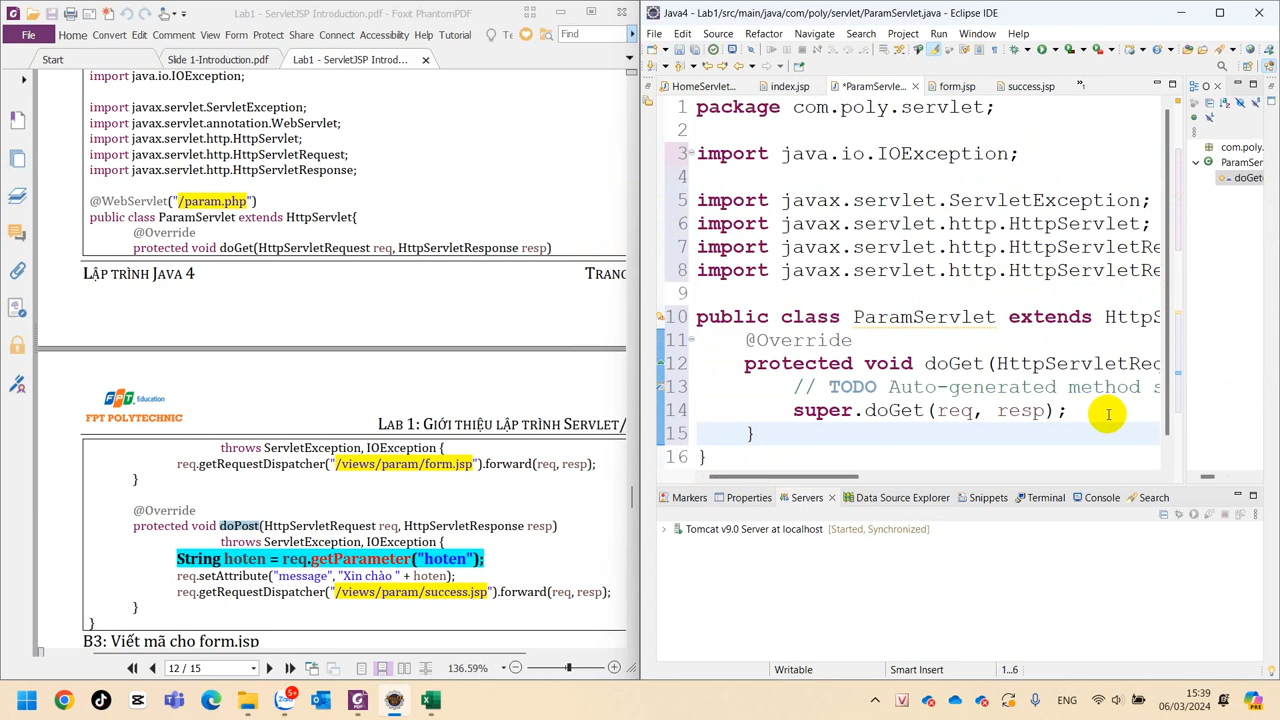 Lab1 - ServletJSP Introduction.pdf - Foxit PhantomPDF
File Home Convert Edit Comment View Form Protect Share Connect Accessibility Help Tutorial Find
Start Slide 1-Introduction.pdf Lab1 - ServletJSP Introd...
import java.io.IOException;
import javax.servlet.ServletException;
import javax.servlet.annotation.WebServlet;
import javax.servlet.http.HttpServlet;
import javax.servlet.http.HttpServletRequest;
import javax.servlet.http.HttpServletResponse;
@WebServlet("/param.php")
public class ParamServlet extends HttpServlet{
@Override
protected void doGet(HttpServletRequest req, HttpServletResponse resp)
LẬP TRÌNH JAVA 4 TRANG
FPT Education
FPT POLYTECHNIC
LAB 1: GIỚI THIỆU LẬP TRÌNH SERVLET/
throws ServletException, IOException {
req.getRequestDispatcher("/views/param/form.jsp").forward(req, resp);
}
@Override
protected void doPost(HttpServletRequest req, HttpServletResponse resp)
throws ServletException, IOException {
String hoten = req.getParameter("hoten");
req.setAttribute("message", "Xin chào " + hoten);
req.getRequestDispatcher("/views/param/success.jsp").forward(req, resp);
}
}
B3: Viết mã cho form.jsp
12 / 15 136.59%
Java4 - La1/src/main/java/com/poly/servlet/ParamServlet.java - Eclipse IDE
File Edit Source Refactor Navigate Search Project Run Window Help
HomeServlet... index.jsp *ParamServle... form.jsp success.jsp
1 package com.poly.servlet;
2
3 import java.io.IOException;
4
5 import javax.servlet.ServletException;
6 import javax.servlet.http.HttpServlet;
7 import javax.servlet.http.HttpServletRe
8 import javax.servlet.http.HttpServletRe
9
10 public class ParamServlet extends HttpS
11 @Override
12 protected void doGet(HttpServletReq
13 // TODO Auto-generated method s
14 super.doGet(req, resp);
15 }
16 }
O
com.poly.
ParamSer
doGet(
Markers Properties Servers Data Source Explorer Snippets Terminal Console Search
Tomcat v9.0 Server at localhost [Started, Synchronized]
Writable Smart Insert 1...6
5+
Zalo
ENG
15:39
06/03/2024
PRE